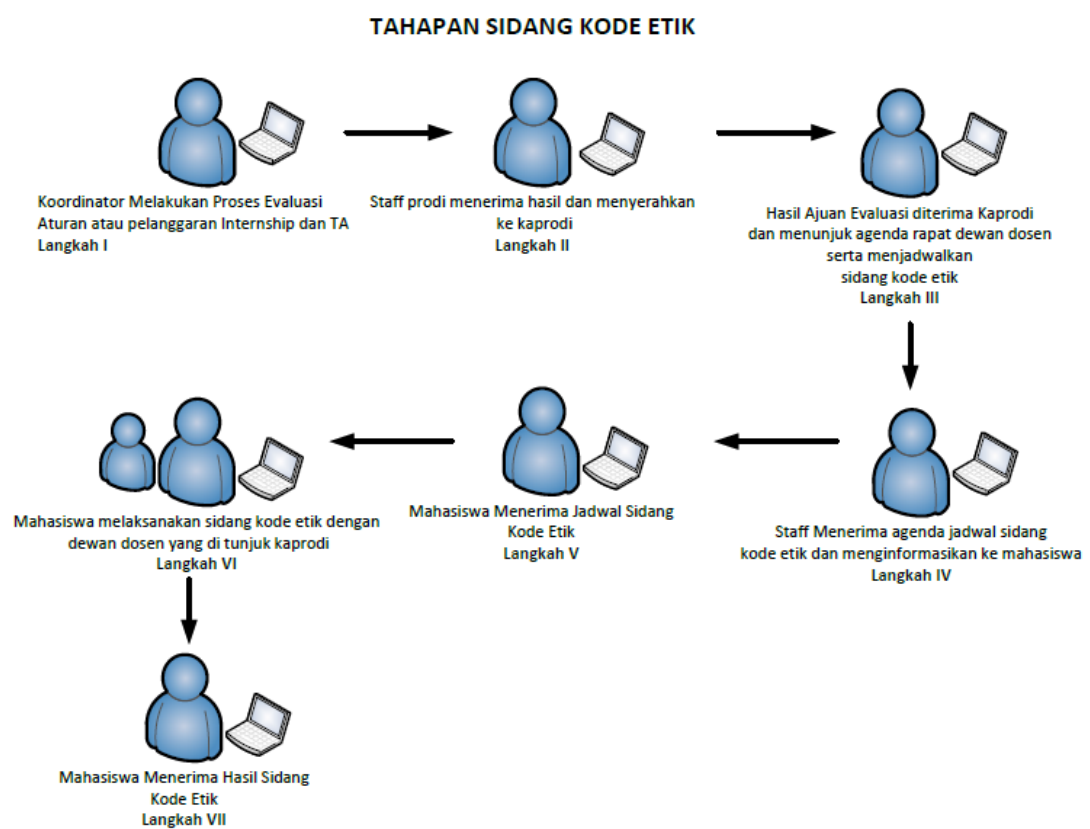 TAHAPAN SIDANG KODE ETIK
Koordinator Melakukan Proses Evaluasi
Aturan atau pelanggaran Internship dan TA
Langkah I
Staff prodi menerima hasil dan menyerahkan
ke kaprodi
Langkah II
Hasil Ajuan Evaluasi diterima Kaprodi
dan menunjuk agenda rapat dewan dosen
serta menjadwalkan
sidang kode etik
Langkah III
Staff Menerima agenda jadwal sidang
kode etik dan menginformasikan ke mahasiswa
Langkah IV
Mahasiswa Menerima Jadwal Sidang
Kode Etik
Langkah V
Mahasiswa melaksanakan sidang kode etik dengan
dewan dosen yang di tunjuk kaprodi
Langkah VI
Mahasiswa Menerima Hasil Sidang
Kode Etik
Langkah VII